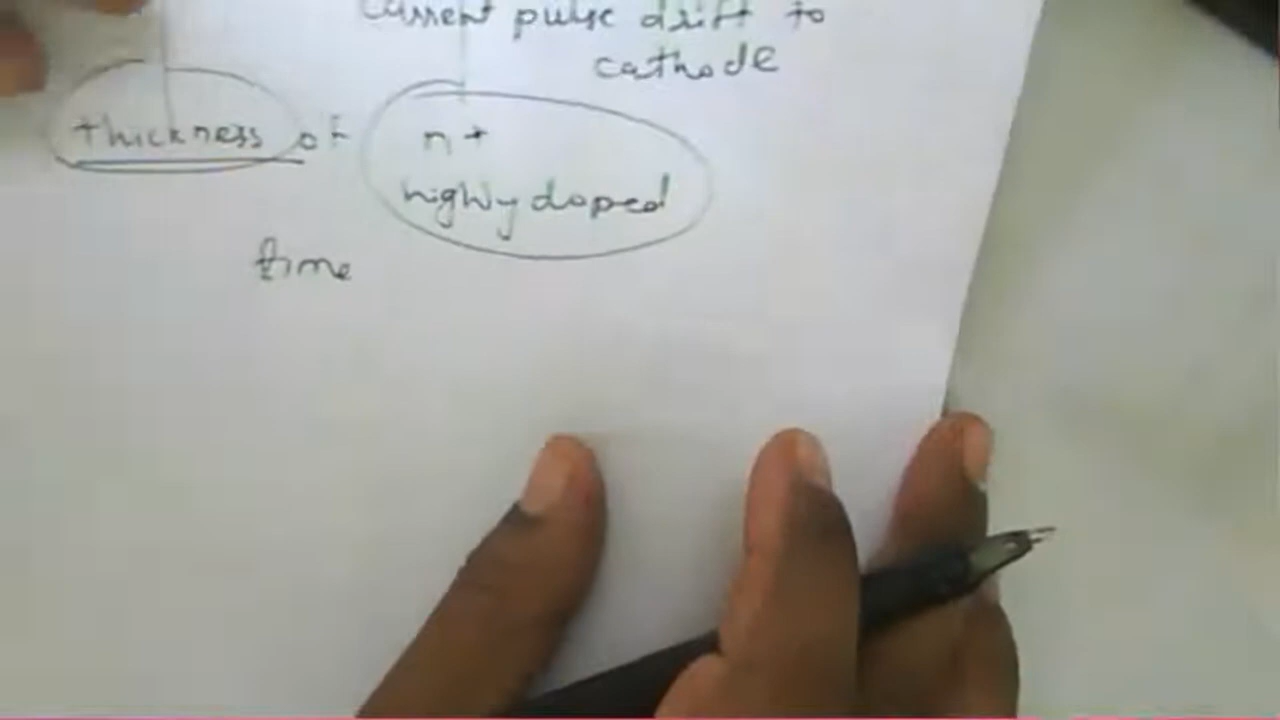 current pulse drift to
cathode
thickness of n+
highly doped
time